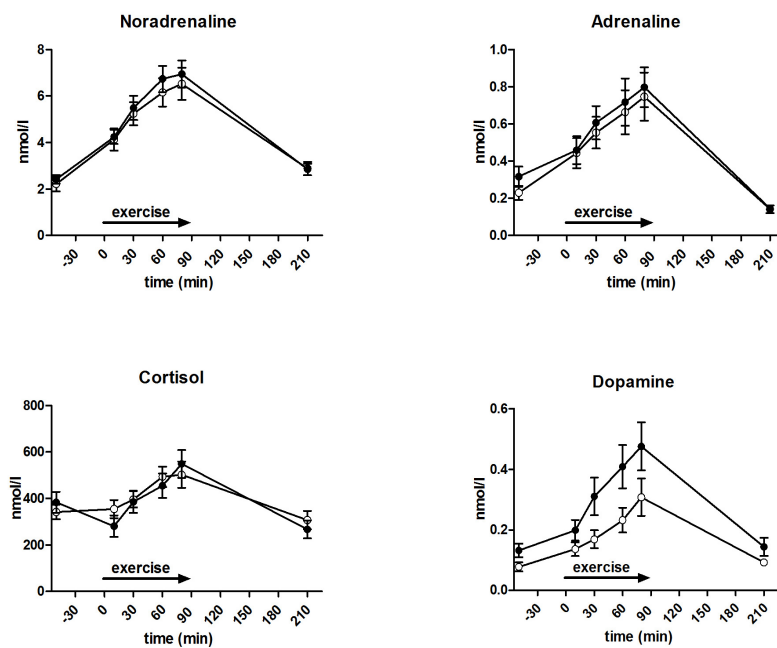 Noradrenaline
nmol/l
8
6
4
2
0
exercise
-30 0 30 60 90 120 150 180 210
time (min)
Adrenaline
nmol/l
1.0
0.8
0.6
0.4
0.2
0.0
exercise
-30 0 30 60 90 120 150 180 210
time (min)
Cortisol
nmol/l
800
600
400
200
0
exercise
-30 0 30 60 90 120 150 180 210
time (min)
Dopamine
nmol/l
0.6
0.4
0.2
0.0
exercise
-30 0 30 60 90 120 150 180 210
time (min)